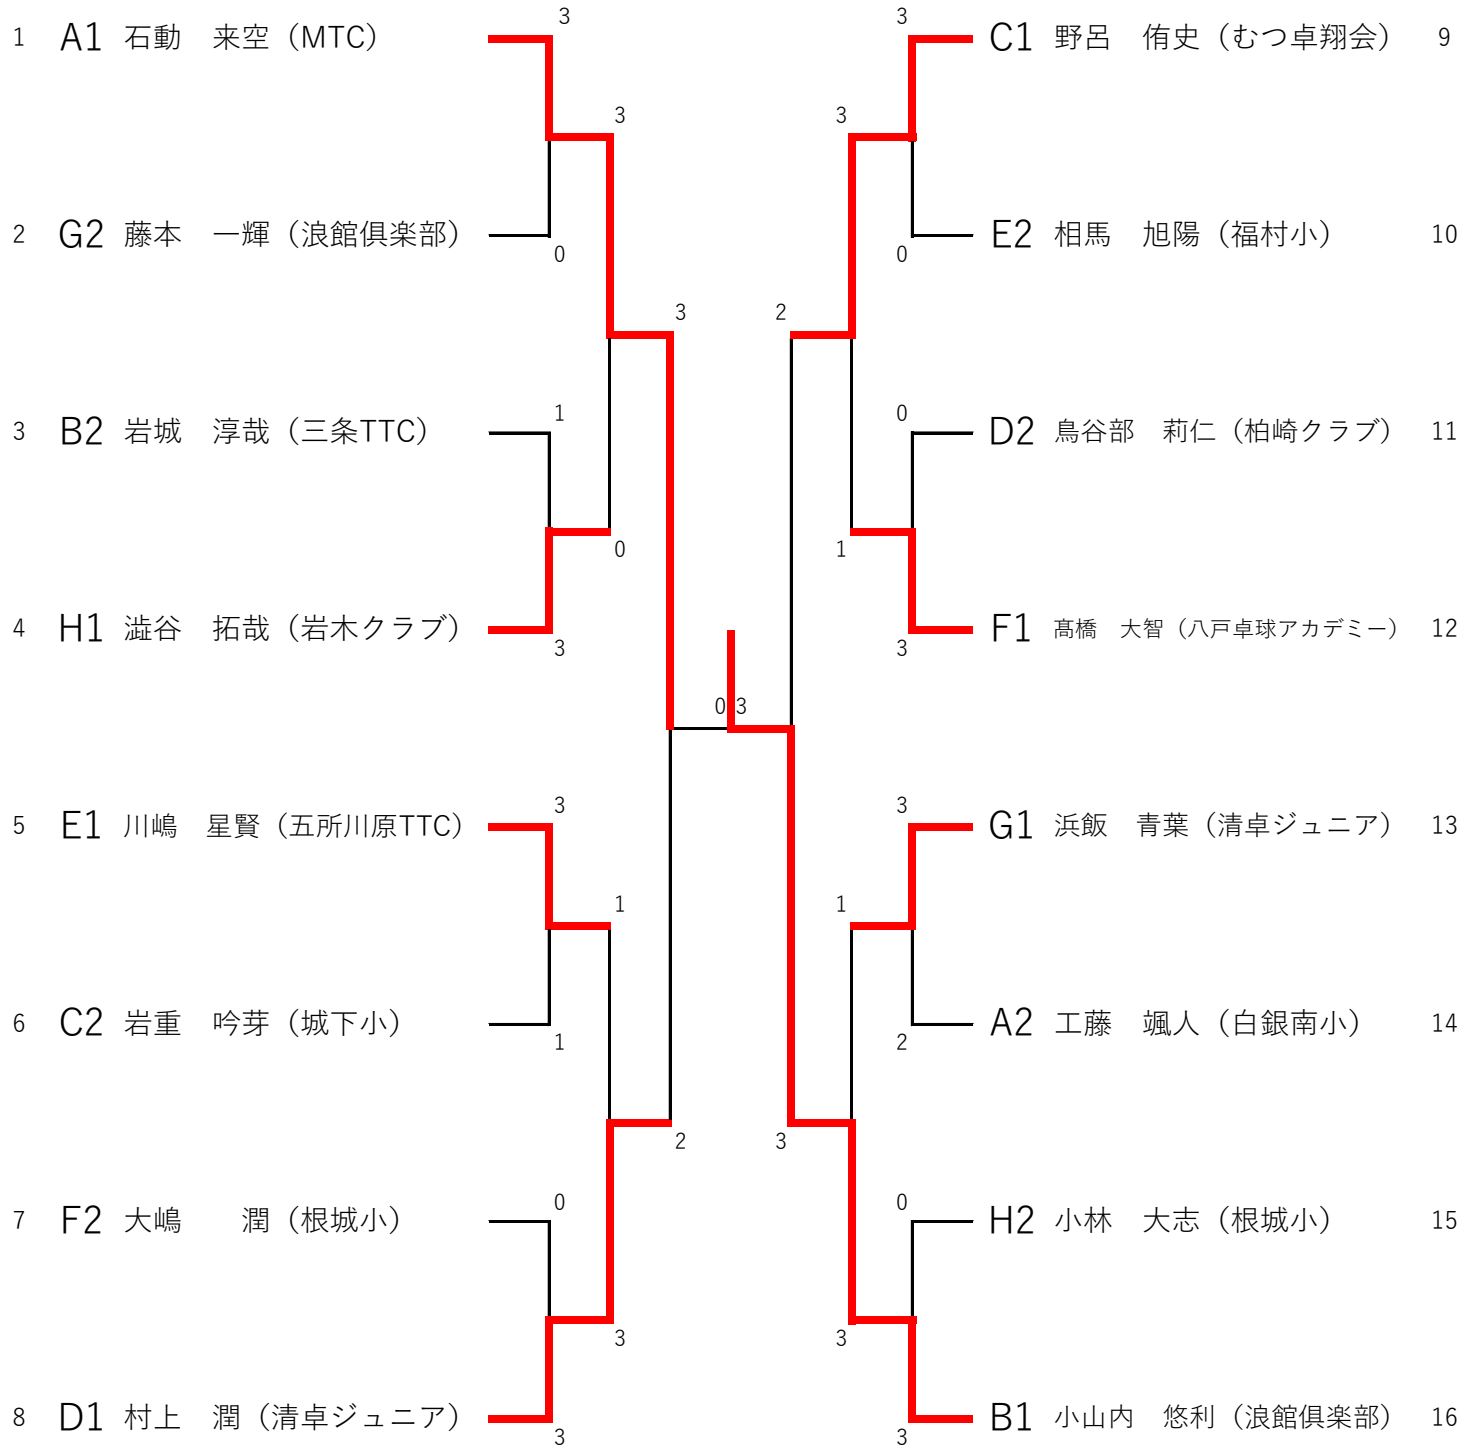 3 3
1 A1 石動　来空（MTC） C1 野呂　侑史（むつ卓翔会） 9
3 3
2 G2 藤本　一輝（浪館倶楽部） E2 相馬　旭陽（福村小） 10
0 0
3 2
1 0
3 B2 岩城　淳哉（三条TTC） D2 鳥谷部　莉仁（柏崎クラブ） 11
0 1
4 H1 澁谷　拓哉（岩木クラブ） F1 髙橋　大智（八戸卓球アカデミー） 12
3 3
0 3
3 3
5 E1 川嶋　星賢（五所川原TTC） G1 浜飯　青葉（清卓ジュニア） 13
1 1
6 C2 岩重　吟芽（城下小） A2 工藤　颯人（白銀南小） 14
1 2
2 3
0 0
7 F2 大嶋　　潤（根城小） H2 小林　大志（根城小） 15
3 3
8 D1 村上　潤（清卓ジュニア） B1 小山内　悠利（浪館倶楽部） 16
3 3